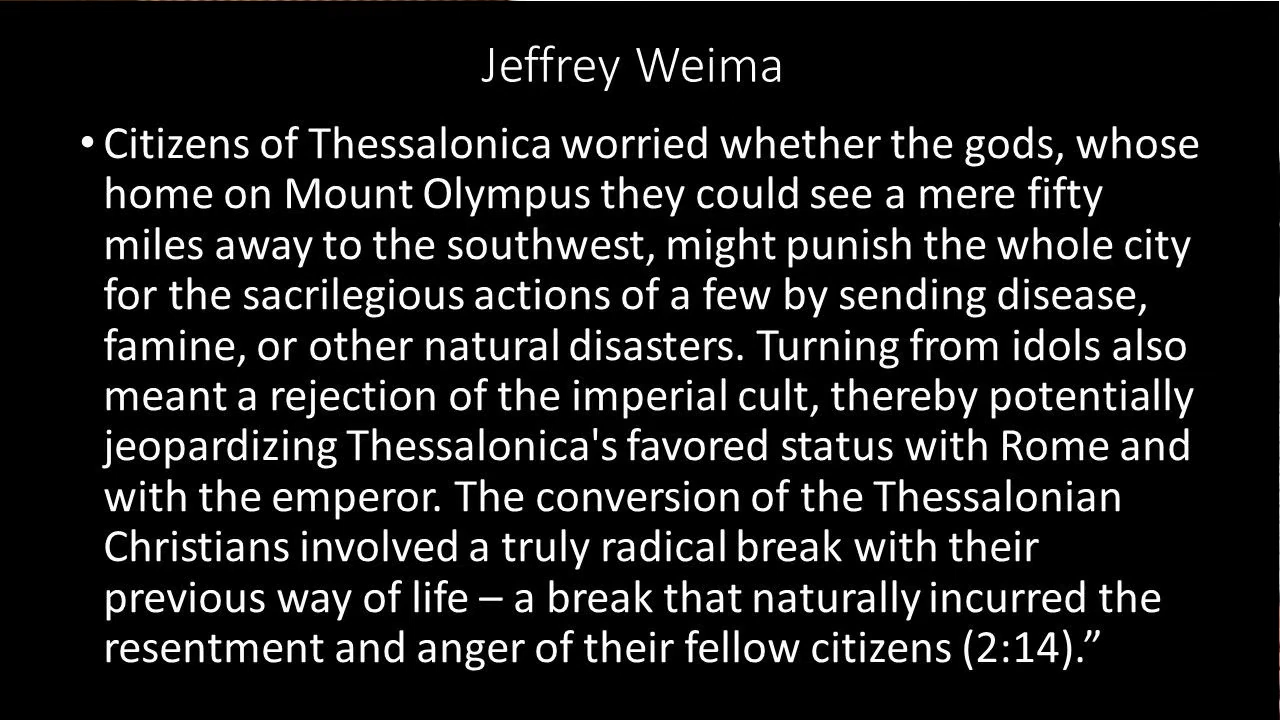 Jeffrey Weima
• Citizens of Thessalonica worried whether the gods, whose
home on Mount Olympus they could see a mere fifty
miles away to the southwest, might punish the whole city
for the sacrilegious actions of a few by sending disease,
famine, or other natural disasters. Turning from idols also
meant a rejection of the imperial cult, thereby potentially
jeopardizing Thessalonica's favored status with Rome and
with the emperor. The conversion of the Thessalonian
Christians involved a truly radical break with their
previous way of life – a break that naturally incurred the
resentment and anger of their fellow citizens (2:14).”